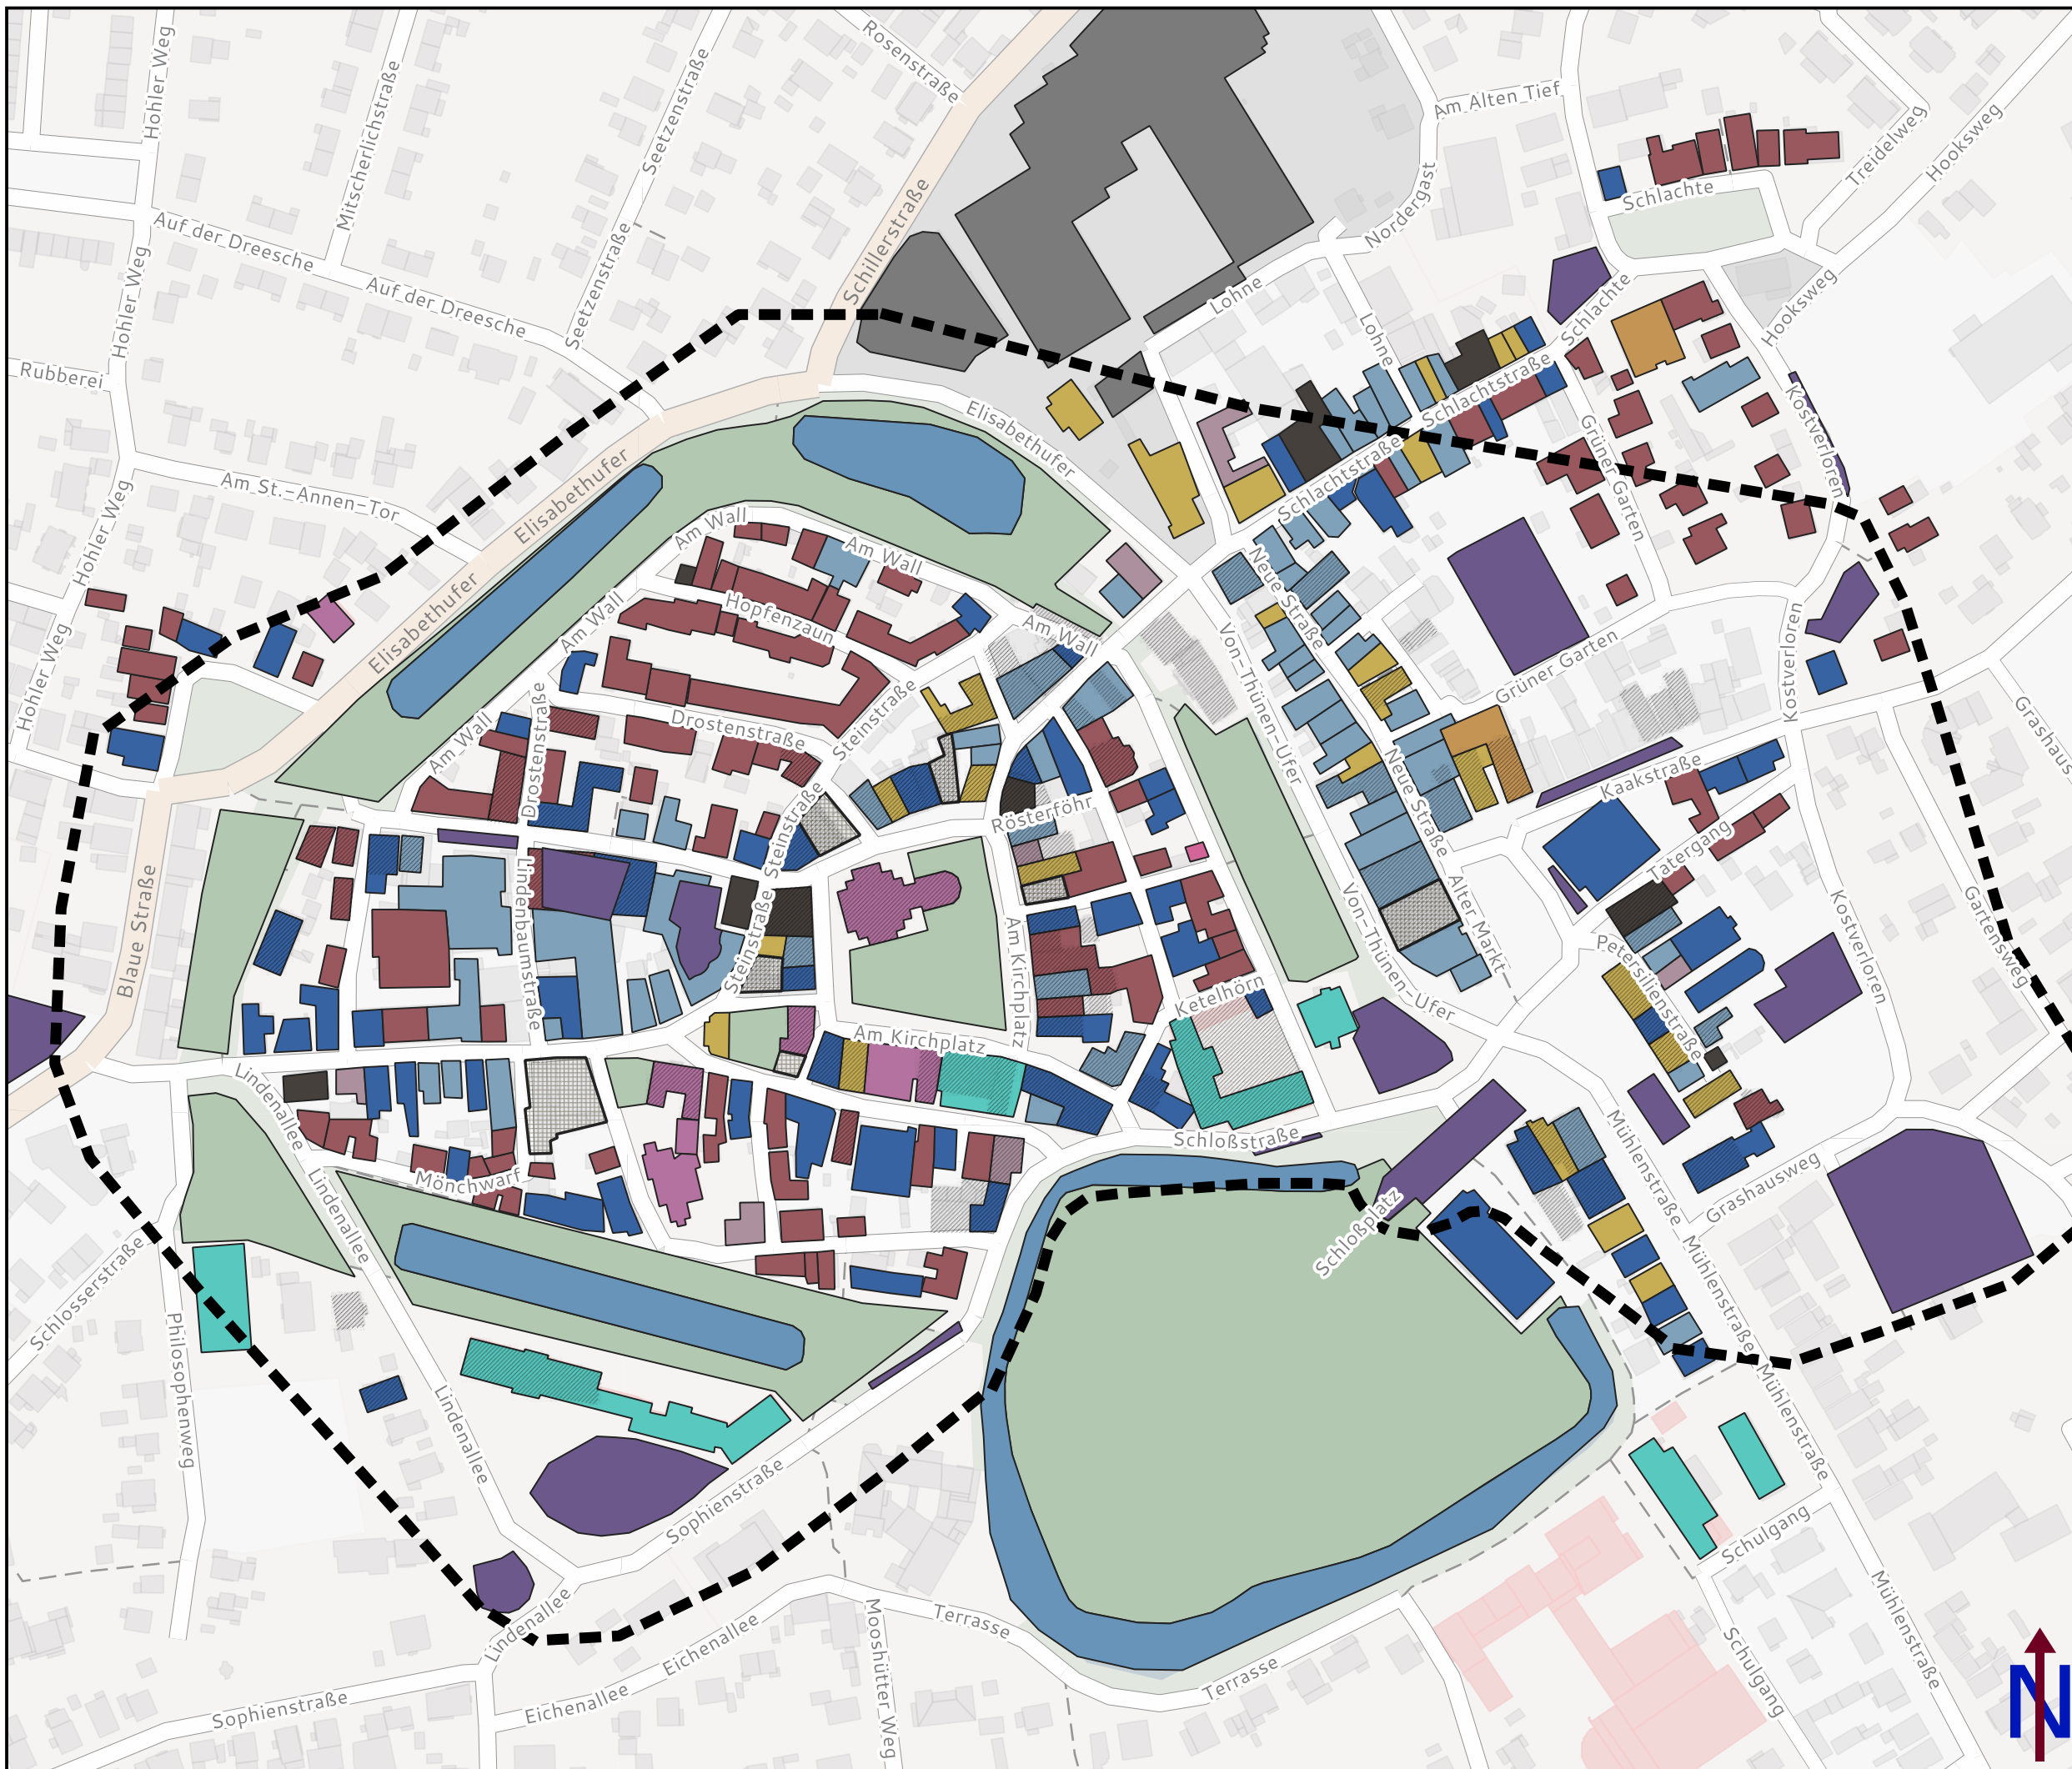 Rosenstraße
Hohler Weg
Mitscherlichstraße
Seetzenstraße
Am Alten Tief
Treidelweg
Hooksweg
Schlachte
Nordergast
Auf der Dreesche
Hohler Weg
Auf der Dreesche
Seetzenstraße
Schillerstraße
Lohne
Lohne
Schlachte
Hooksweg
Rubberei
Elisabethufer
Schlachtstraße
Schlachtstraße
Kostverloren
Grüner Garten
Am St.-Annen-Tor
Hohler Weg
Elisabethufer
Elisabethufer
Am Wall
Am Wall
Hopfenzaun
Am Wall
Am Wall
Neue Straße
Von-Thünen-Ufer
Grüner Garten
Kostverloren
Hohler Weg
Am Wall
Drostenstraße
Drostenstraße
Steinstraße
Grashaus
Kaakstraße
Neue Straße
Rösterföhr
Steinstraße
Tatergang
Blaue Straße
Lindenbaumstraße
Steinstraße
Am Kirchplatz
Von-Thünen-Ufer
Alter Markt
Petersilienstraße
Kostverloren
Gartensweg
Ketelhörn
Am Kirchplatz
Lindenallee
Schloßstraße
Mühlenstraße
Grashausweg
Mönchwarf
Lindenallee
Schloßplatz
Schlosserstraße
Philosophenweg
Mühlenstraße
Lindenallee
Mühlenstraße
Sophienstraße
Schulgang
Lindenallee
Eichenallee
Mooshütter Weg
Terrasse
Terrasse
Schulgang
Mühlenstraße
Sophienstraße
Eichenallee
N